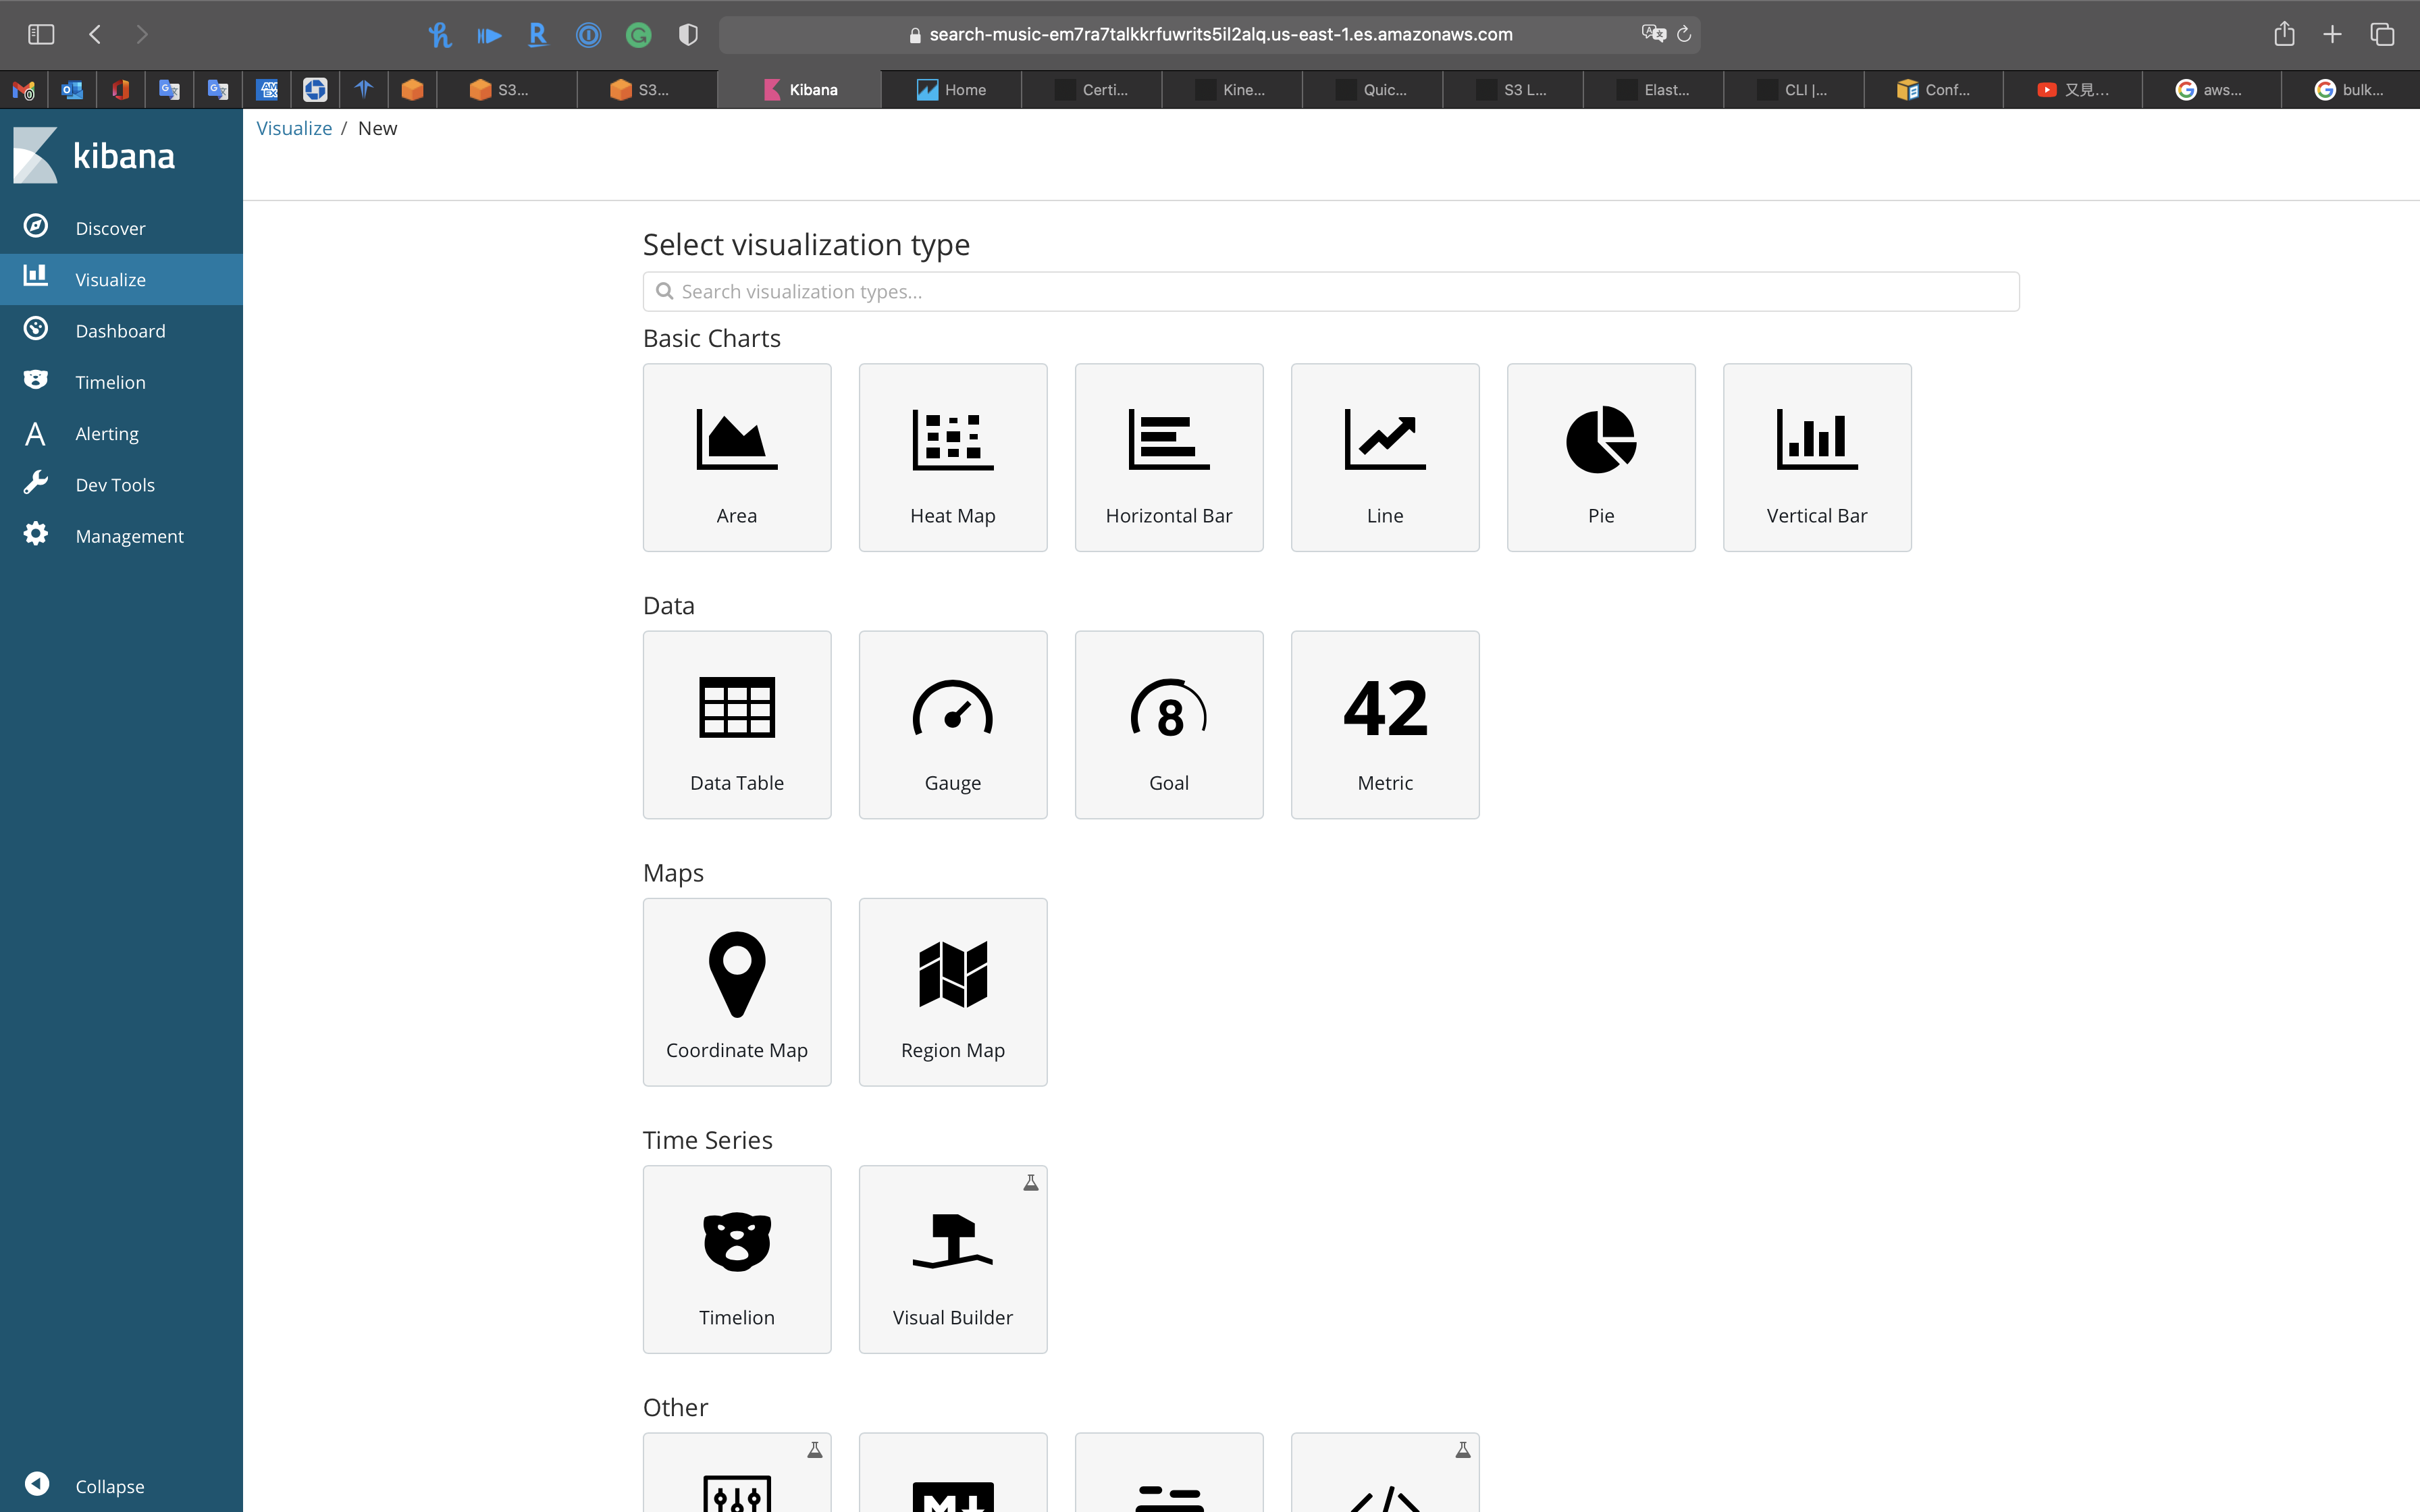 search-music-em7ra7talkkrfuwrits5il2alq.us-east-1.es.amazonaws.com
S3...
S3...
Kibana
Home
Certi...
Kine...
Quic...
S3 L...
Elast...
CLI |...
Conf...
又見...
aws...
bulk...
kibana
Discover
Visualize
Dashboard
Timelion
Alerting
Dev Tools
Management
Collapse
Visualize / New
Select visualization type
Search visualization types...
Basic Charts
Area
Heat Map
Horizontal Bar
Line
Pie
Vertical Bar
Data
8
42
Data Table
Gauge
Goal
Metric
Maps
Coordinate Map
Region Map
Time Series
Timelion
Visual Builder
Other